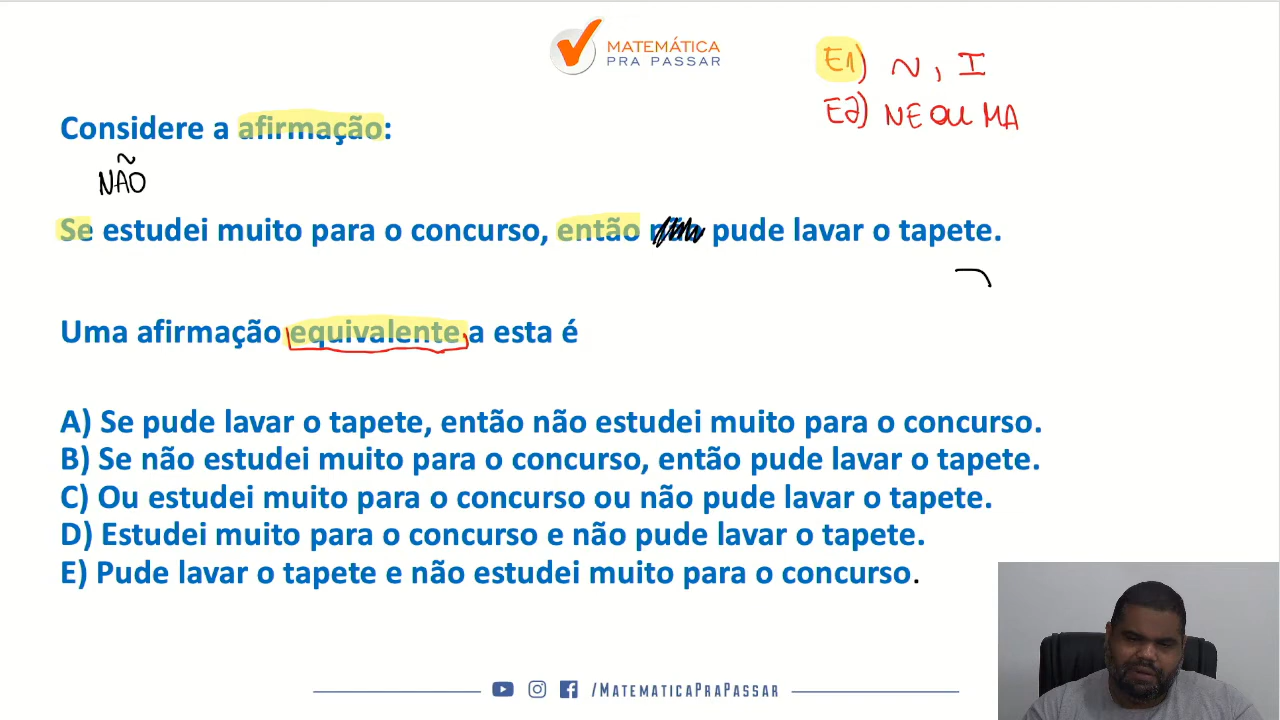 MATEMÁTICA
PRA PASSAR
E1) ~, I
E2) NE OU MA
Considere a afirmação:
NÃO
Se estudei muito para o concurso, então não pude lavar o tapete.
Uma afirmação equivalente a esta é
A) Se pude lavar o tapete, então não estudei muito para o concurso.
B) Se não estudei muito para o concurso, então pude lavar o tapete.
C) Ou estudei muito para o concurso ou não pude lavar o tapete.
D) Estudei muito para o concurso e não pude lavar o tapete.
E) Pude lavar o tapete e não estudei muito para o concurso.
/MATEMATICAPRAPASSAR